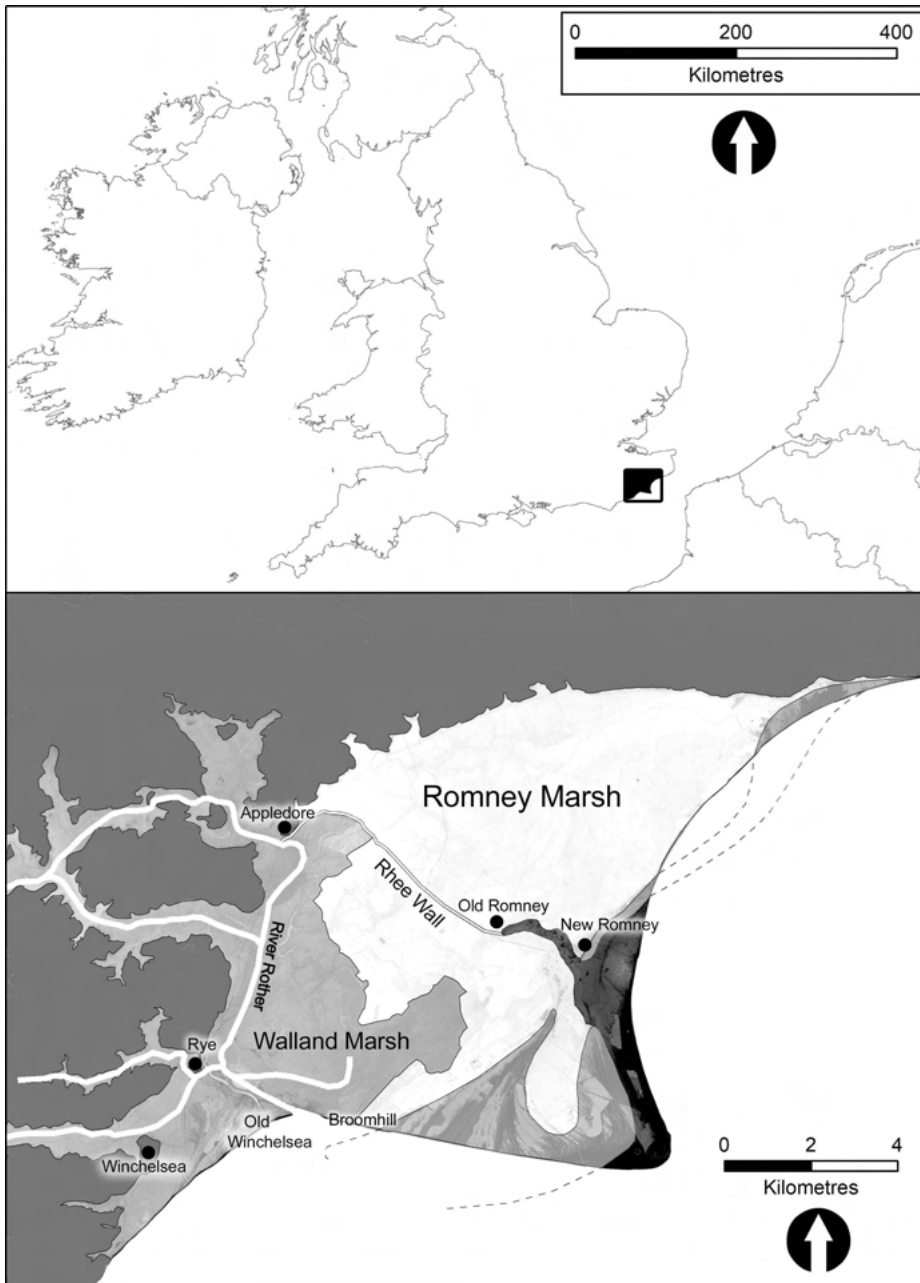 0 200 400
Kilometres
Romney Marsh
Appledore
Rhee Wall
Old Romney
New Romney
River Rother
Rye
Walland Marsh
Old
Winchelsea
Broomhill
Winchelsea
0 2 4
Kilometres